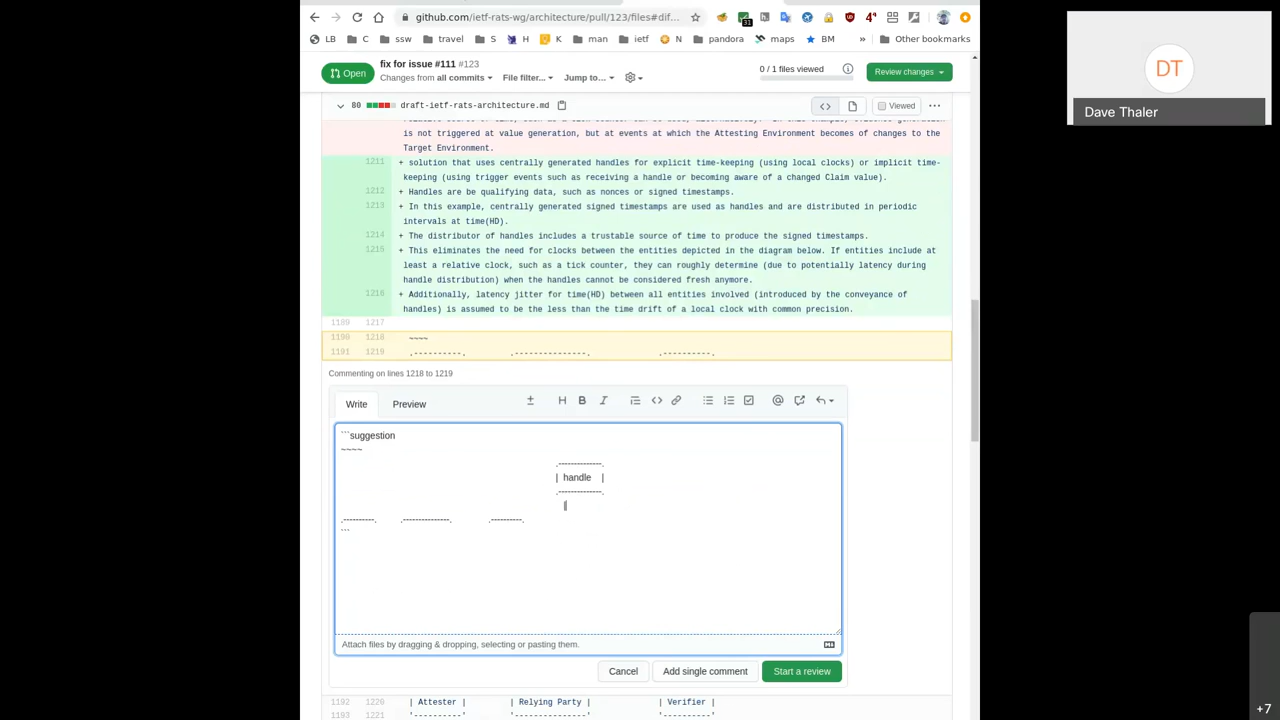 github.com/ietf-rats-wg/architecture/pull/123/files#dif...
LB C ssw travel S H K man ietf N pandora maps BM » Other bookmarks
Open
fix for issue #111 #123
Changes from all commits File filter... Jump to...
0 / 1 files viewed
Review changes
80 draft-ietf-rats-architecture.md
Viewed
is not triggered at value generation, but at events at which the Attesting Environment becomes of changes to the
Target Environment.
1211 + solution that uses centrally generated handles for explicit time-keeping (using local clocks) or implicit time-
keeping (using trigger events such as receiving a handle or becoming aware of a changed Claim value).
1212 + Handles are be qualifying data, such as nonces or signed timestamps.
1213 + In this example, centrally generated signed timestamps are used as handles and are distributed in periodic
intervals at time(HD).
1214 + The distributor of handles includes a trustable source of time to produce the signed timestamps.
1215 + This eliminates the need for clocks between the entities depicted in the diagram below. If entities include at
least a relative clock, such as a tick counter, they can roughly determine (due to potentially latency during
handle distribution) when the handles cannot be considered fresh anymore.
1216 + Additionally, latency jitter for time(HD) between all entities involved (introduced by the conveyance of
handles) is assumed to be the less than the time drift of a local clock with common precision.
1189 1217
1190 1218 ~~~~
1191 1219 .----------. .---------------. .----------.
Commenting on lines 1218 to 1219
Write Preview
```suggestion
~~~~
.-------------.
| handle |
.-------------.
|
.----------. .---------------. .----------.
```
Attach files by dragging & dropping, selecting or pasting them.
Cancel Add single comment Start a review
1192 1220 | Attester | | Relying Party | | Verifier |
1193 1221 '----------' '---------------' '----------'
DT
Dave Thaler
+7